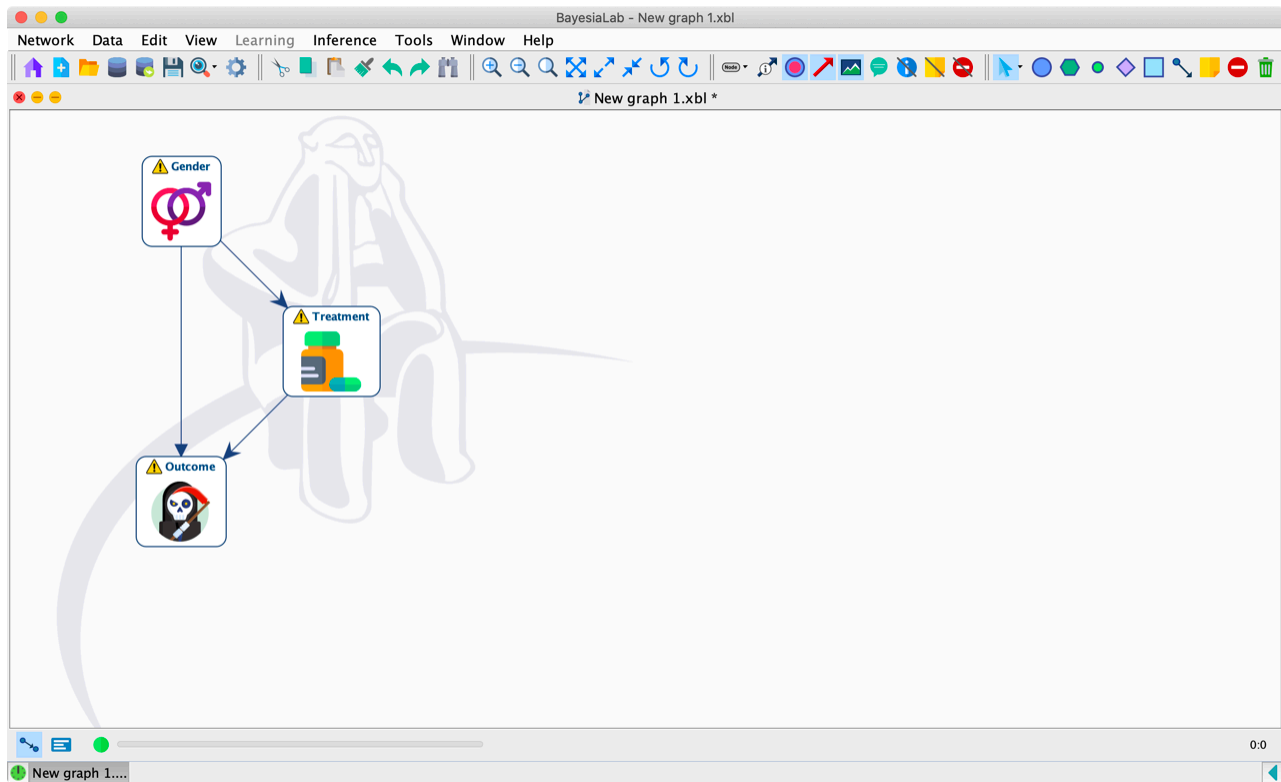 BayesiaLab - New graph 1.xbl
Network Data Edit View Learning Inference Tools Window Help
Node
New graph 1.xbl *
Gender
Treatment
Outcome
0:0
New graph 1....